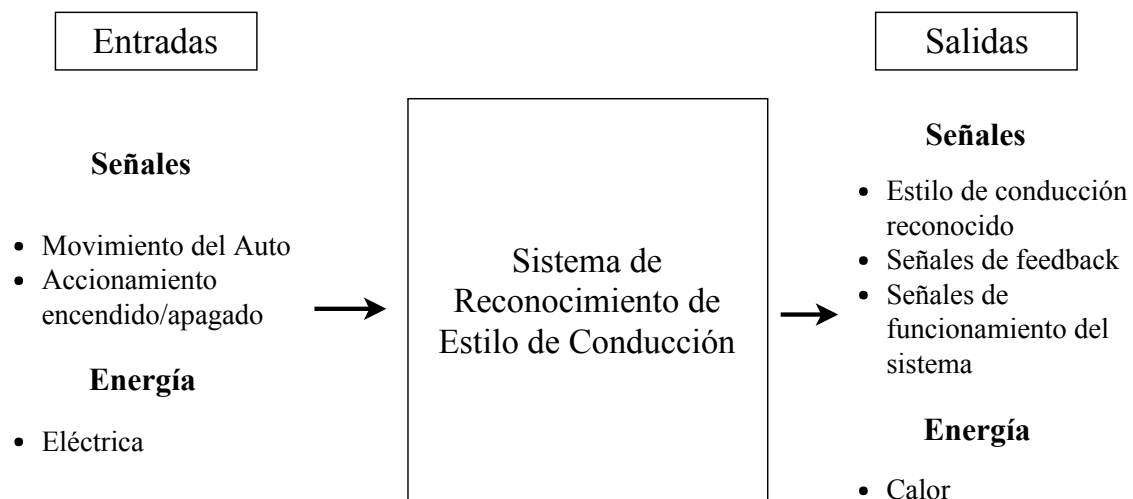 Entradas
Señales
• Movimiento del Auto
• Accionamiento
encendido/apagado
Energía
• Eléctrica
Sistema de
Reconocimiento de
Estilo de Conducción
Salidas
Señales
• Estilo de conducción
reconocido
• Señales de feedback
• Señales de
funcionamiento del
sistema
Energía
• Calor